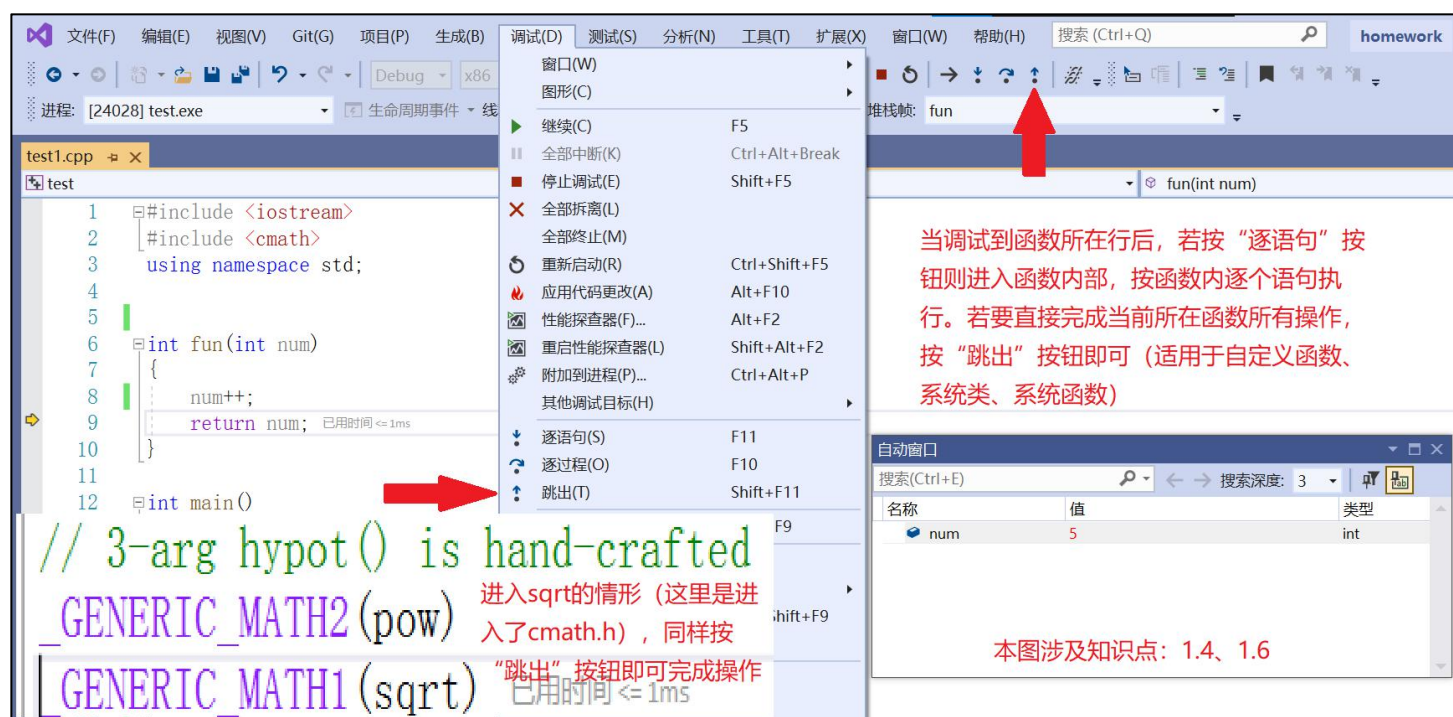 文件(F) 编辑(E) 视图(V) Git(G) 项目(P) 生成(B) 调试(D) 测试(S) 分析(N) 工具(T) 扩展(X) 窗口(W) 帮助(H) 搜索 (Ctrl+Q) homework
Debug x86
进程: [24028] test.exe 生命周期事件 线 堆栈帧: fun
窗口(W)
图形(C)
继续(C) F5
全部中断(K) Ctrl+Alt+Break
停止调试(E) Shift+F5
全部拆离(L)
全部终止(M)
重新启动(R) Ctrl+Shift+F5
应用代码更改(A) Alt+F10
性能探查器(F)... Alt+F2
重启性能探查器(L) Shift+Alt+F2
附加到进程(P)... Ctrl+Alt+P
其他调试目标(H)
逐语句(S) F11
逐过程(O) F10
跳出(T) Shift+F11
F9
Shift+F9
test1.cpp
test
fun(int num)
1 #include <iostream>
2 #include <cmath>
3 using namespace std;
4
5
6 int fun(int num)
7 {
8 num++;
9 return num; 已用时间 <= 1ms
10 }
11
12 int main()
当调试到函数所在行后，若按“逐语句”按
钮则进入函数内部，按函数内逐个语句执
行。若要直接完成当前所在函数所有操作，
按“跳出”按钮即可（适用于自定义函数、
系统类、系统函数）
自动窗口
搜索(Ctrl+E) 搜索深度: 3
名称 值 类型
num 5 int
本图涉及知识点：1.4、1.6
// 3-arg hypot() is hand-crafted
_GENERIC_MATH2(pow)
_GENERIC_MATH1(sqrt) 已用时间 <= 1ms
进入sqrt的情形（这里是进
入了cmath.h），同样按
“跳出”按钮即可完成操作